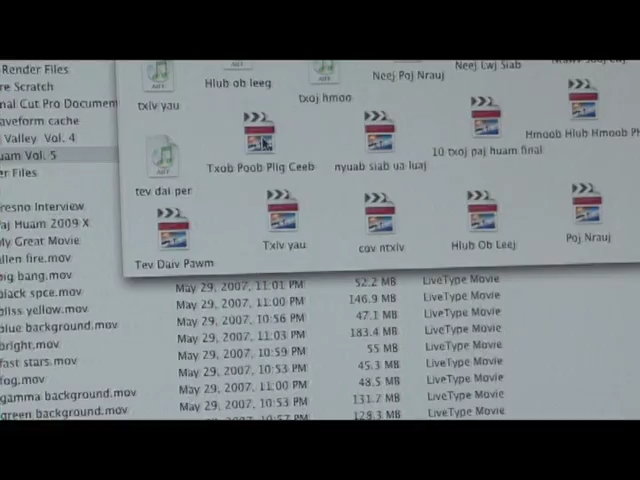 Render Files
re Scratch
nal Cut Pro Documen
Waveform cache
Valley Vol. 4
uam Vol. 5
er Files
resno Interview
aj Huam 2009 X
My Great Movie
allen fire.mov
big bang.mov
black spce.mov
bliss yellow.mov
blue background.mov
bright.mov
fast stars.mov
fog.mov
gamma background.mov
green background.mov
Hlub ob leeg
txoj hmoo
Neej Poj Nrauj
Neej Lwj Siab
txiv yau
Txob Poob Plig Ceeb
nyuab siab ua luaj
10 txoj paj huam final
Hmoob Hlub Hmoob Ph
tev dai per
Tev Daiv Pawm
Txiv yau
cov ntxiv
Hlub Ob Leej
Poj Nrauj
May 29, 2007, 11:01 PM 52.2 MB LiveType Movie
May 29, 2007, 11:00 PM 146.9 MB LiveType Movie
May 29, 2007, 10:56 PM 47.1 MB LiveType Movie
May 29, 2007, 11:03 PM 183.4 MB LiveType Movie
May 29, 2007, 10:59 PM 55 MB LiveType Movie
May 29, 2007, 10:53 PM 45.3 MB LiveType Movie
May 29, 2007, 11:00 PM 48.5 MB LiveType Movie
May 29, 2007, 10:53 PM 131.7 MB LiveType Movie
May 29, 2007, 10:57 PM 128.3 MB LiveType Movie